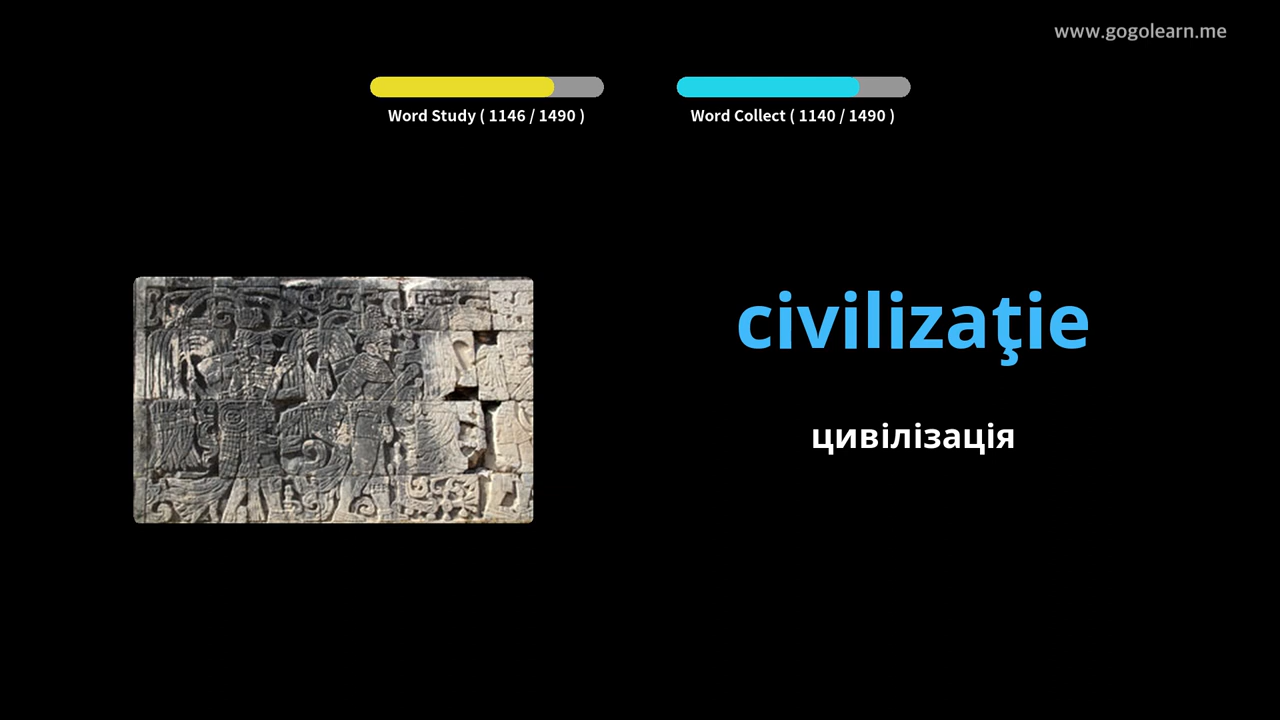 www.gogolearn.me
Word Study ( 1146 / 1490 )
Word Collect ( 1140 / 1490 )
civilizaţie
цивілізація